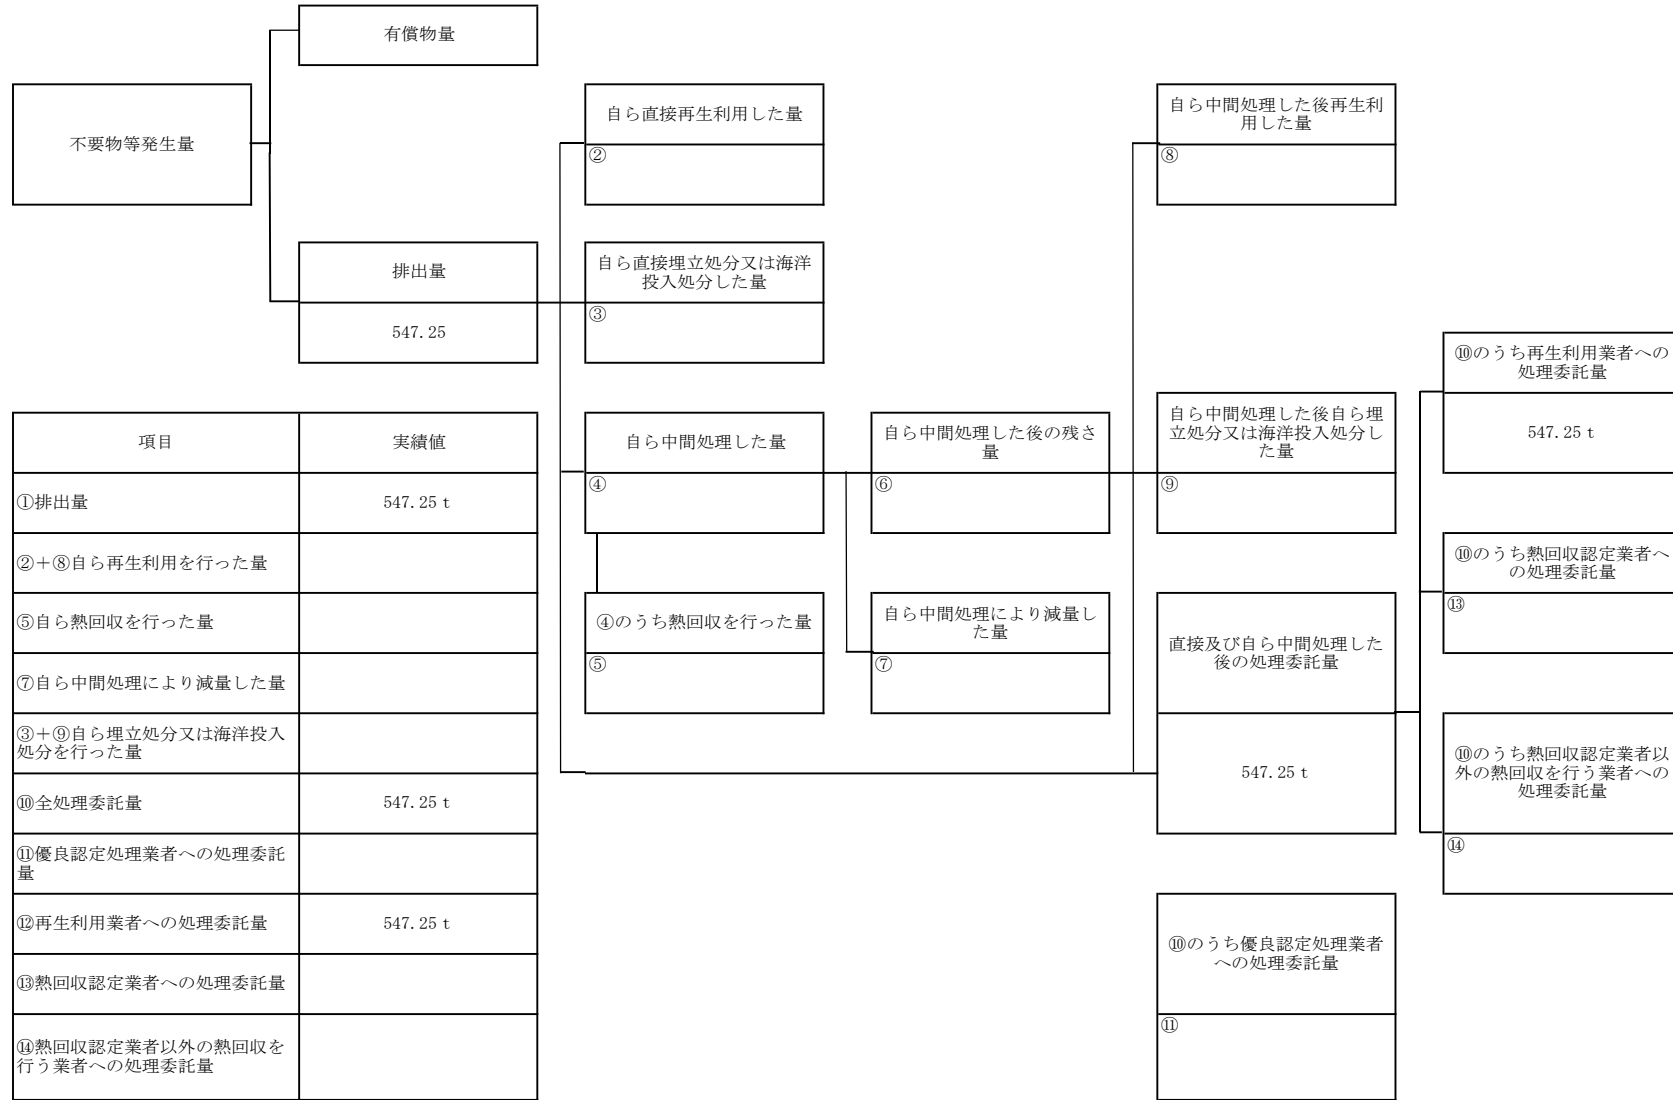 有償物量
不要物等発生量
自ら直接再生利用した量
②
自ら中間処理した後再生利
用した量
⑧
排出量
547.25
自ら直接埋立処分又は海洋
投入処分した量
③
⑩のうち再生利用業者への
処理委託量
547.25 t
項目
実績値
①排出量
547.25 t
②＋⑧自ら再生利用を行った量
⑤自ら熱回収を行った量
⑦自ら中間処理により減量した量
③＋⑨自ら埋立処分又は海洋投入
処分を行った量
⑩全処理委託量
547.25 t
⑪優良認定処理業者への処理委託
量
⑫再生利用業者への処理委託量
547.25 t
⑬熱回収認定業者への処理委託量
⑭熱回収認定業者以外の熱回収を
行う業者への処理委託量
自ら中間処理した量
④
自ら中間処理した後の残さ
量
⑥
自ら中間処理した後自ら埋
立処分又は海洋投入処分し
た量
⑨
④のうち熱回収を行った量
⑤
自ら中間処理により減量し
た量
⑦
直接及び自ら中間処理した
後の処理委託量
547.25 t
⑩のうち熱回収認定業者へ
の処理委託量
⑬
⑩のうち熱回収認定業者以
外の熱回収を行う業者への
処理委託量
⑭
⑩のうち優良認定処理業者
への処理委託量
⑪